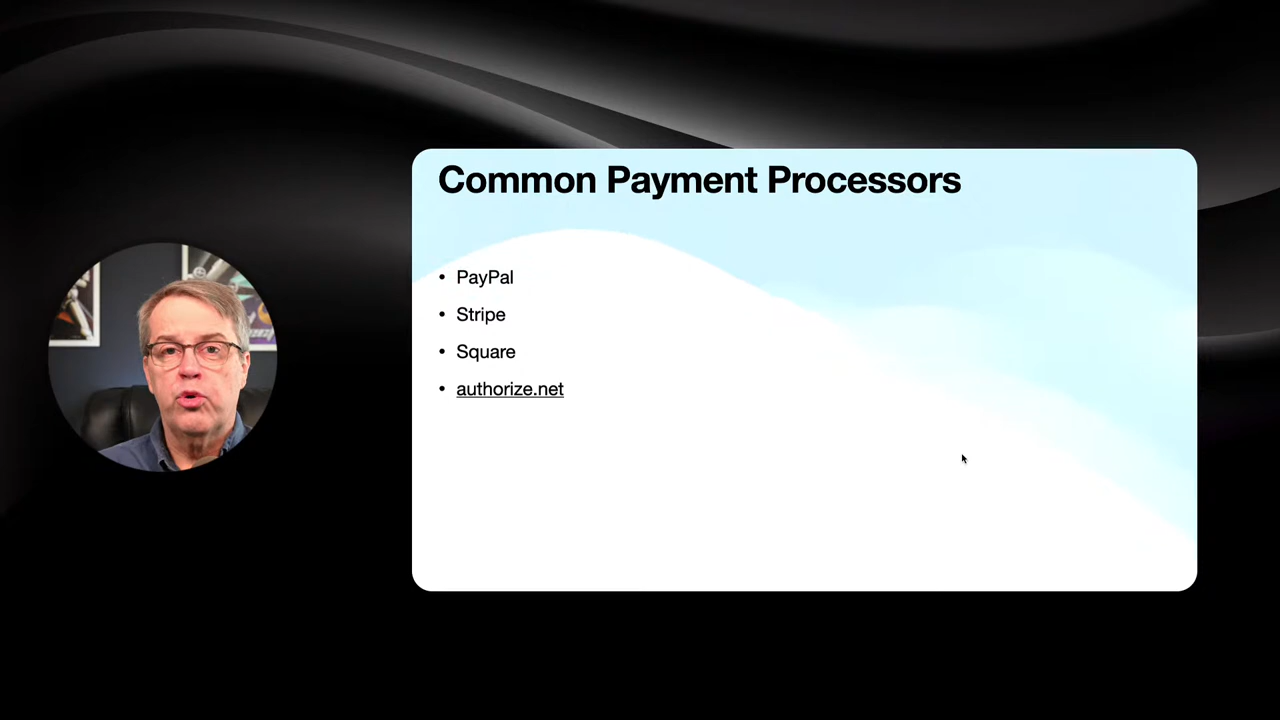 Common Payment Processors
• PayPal
• Stripe
• Square
• authorize.net